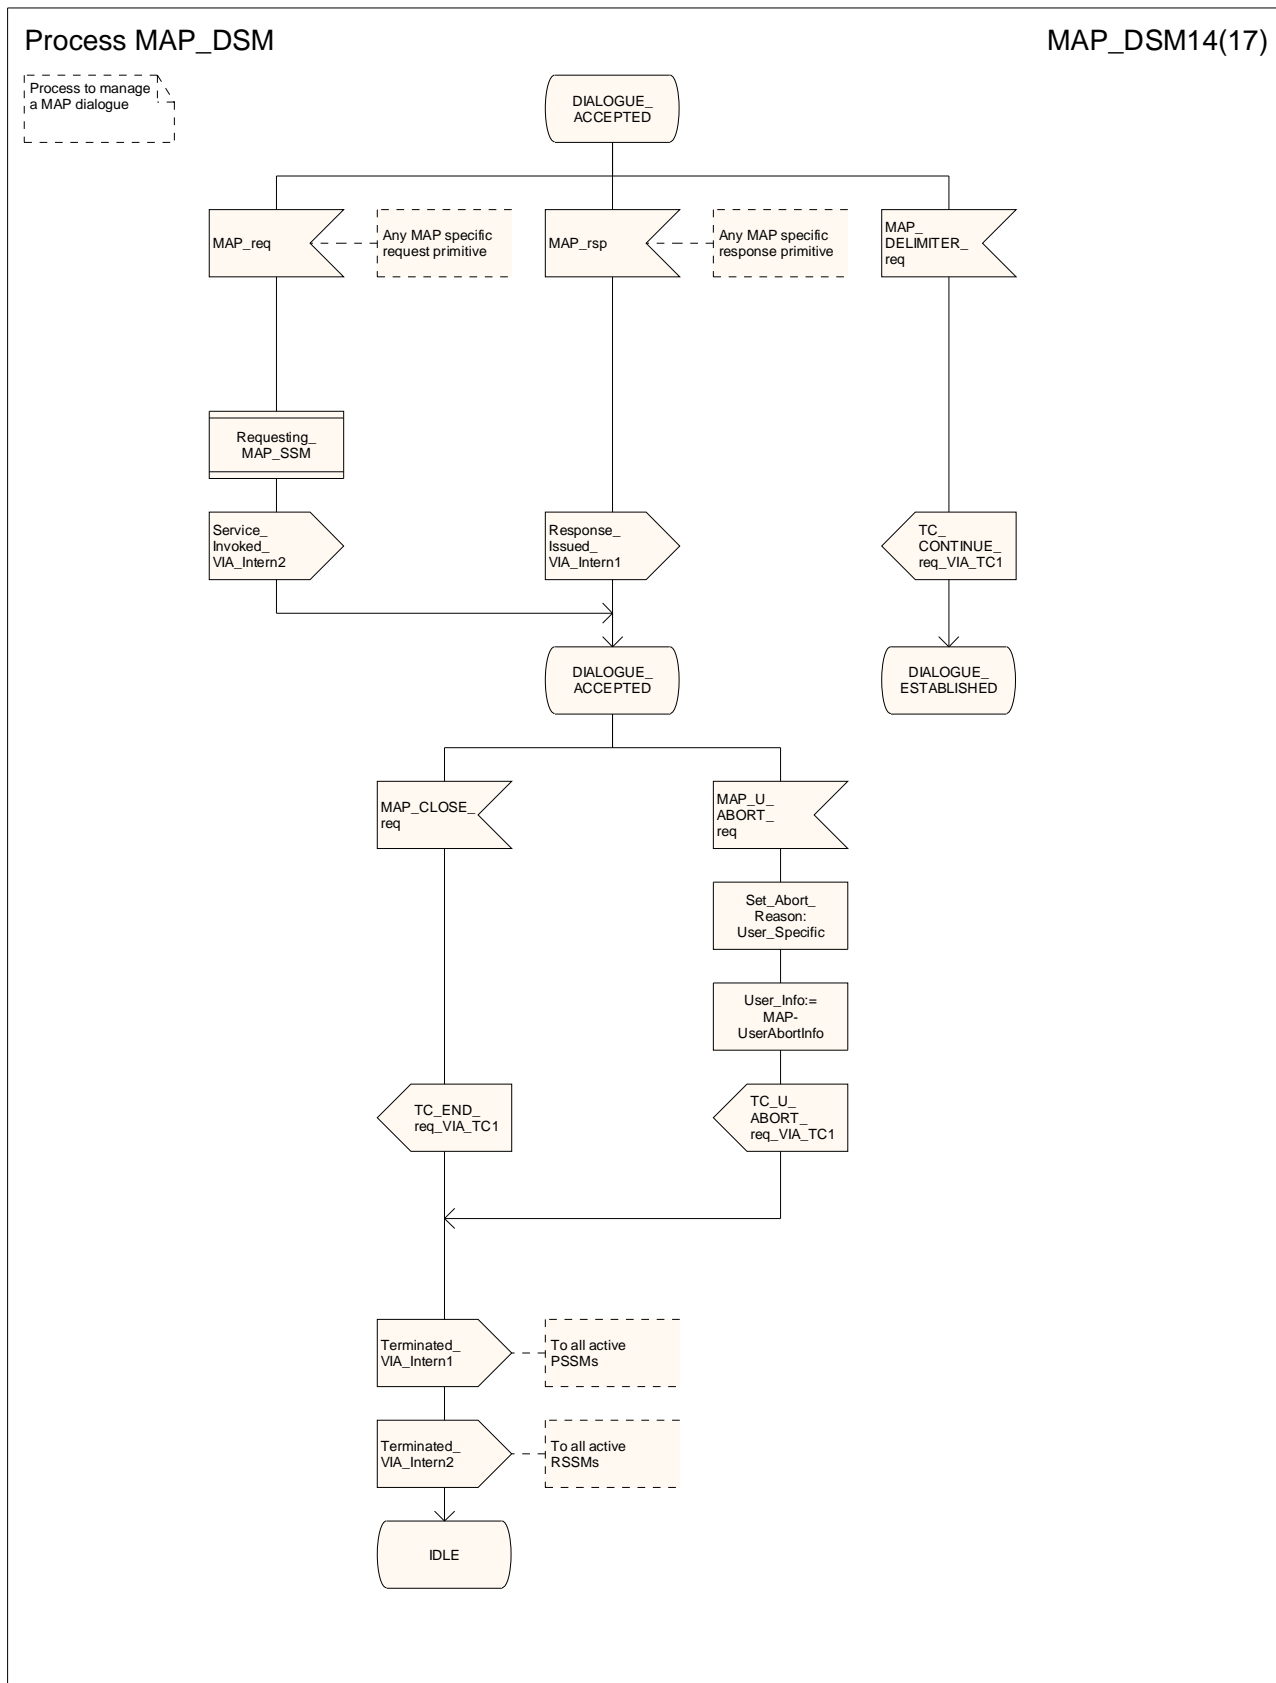 Process MAP_DSM
MAP_DSM14(17)
Process to manage
a MAP dialogue
DIALOGUE_
ACCEPTED
MAP_req
Any MAP specific
request primitive
MAP_rsp
Any MAP specific
response primitive
MAP_
DELIMITER_
req
Requesting_
MAP_SSM
Service_
Invoked_
VIA_Intern2
Response_
Issued_
VIA_Intern1
TC_
CONTINUE_
req_VIA_TC1
DIALOGUE_
ACCEPTED
DIALOGUE_
ESTABLISHED
MAP_CLOSE_
req
MAP_U_
ABORT_
req
Set_Abort_
Reason:
User_Specific
User_Info:=
MAP-
UserAbortInfo
TC_END_
req_VIA_TC1
TC_U_
ABORT_
req_VIA_TC1
Terminated_
VIA_Intern1
To all active
PSSMs
Terminated_
VIA_Intern2
To all active
RSSMs
IDLE